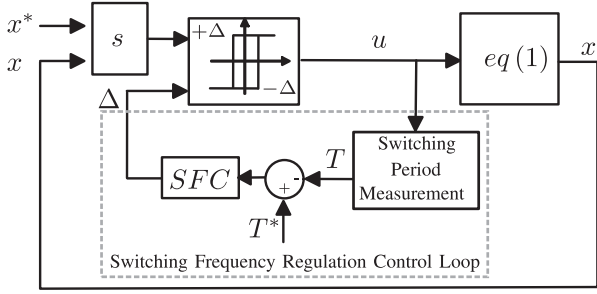 x*
x
s
+Δ
-Δ
u
eq (1)
x
Δ
Switching
Period
Measurement
T
SFC
+
-
T*
Switching Frequency Regulation Control Loop